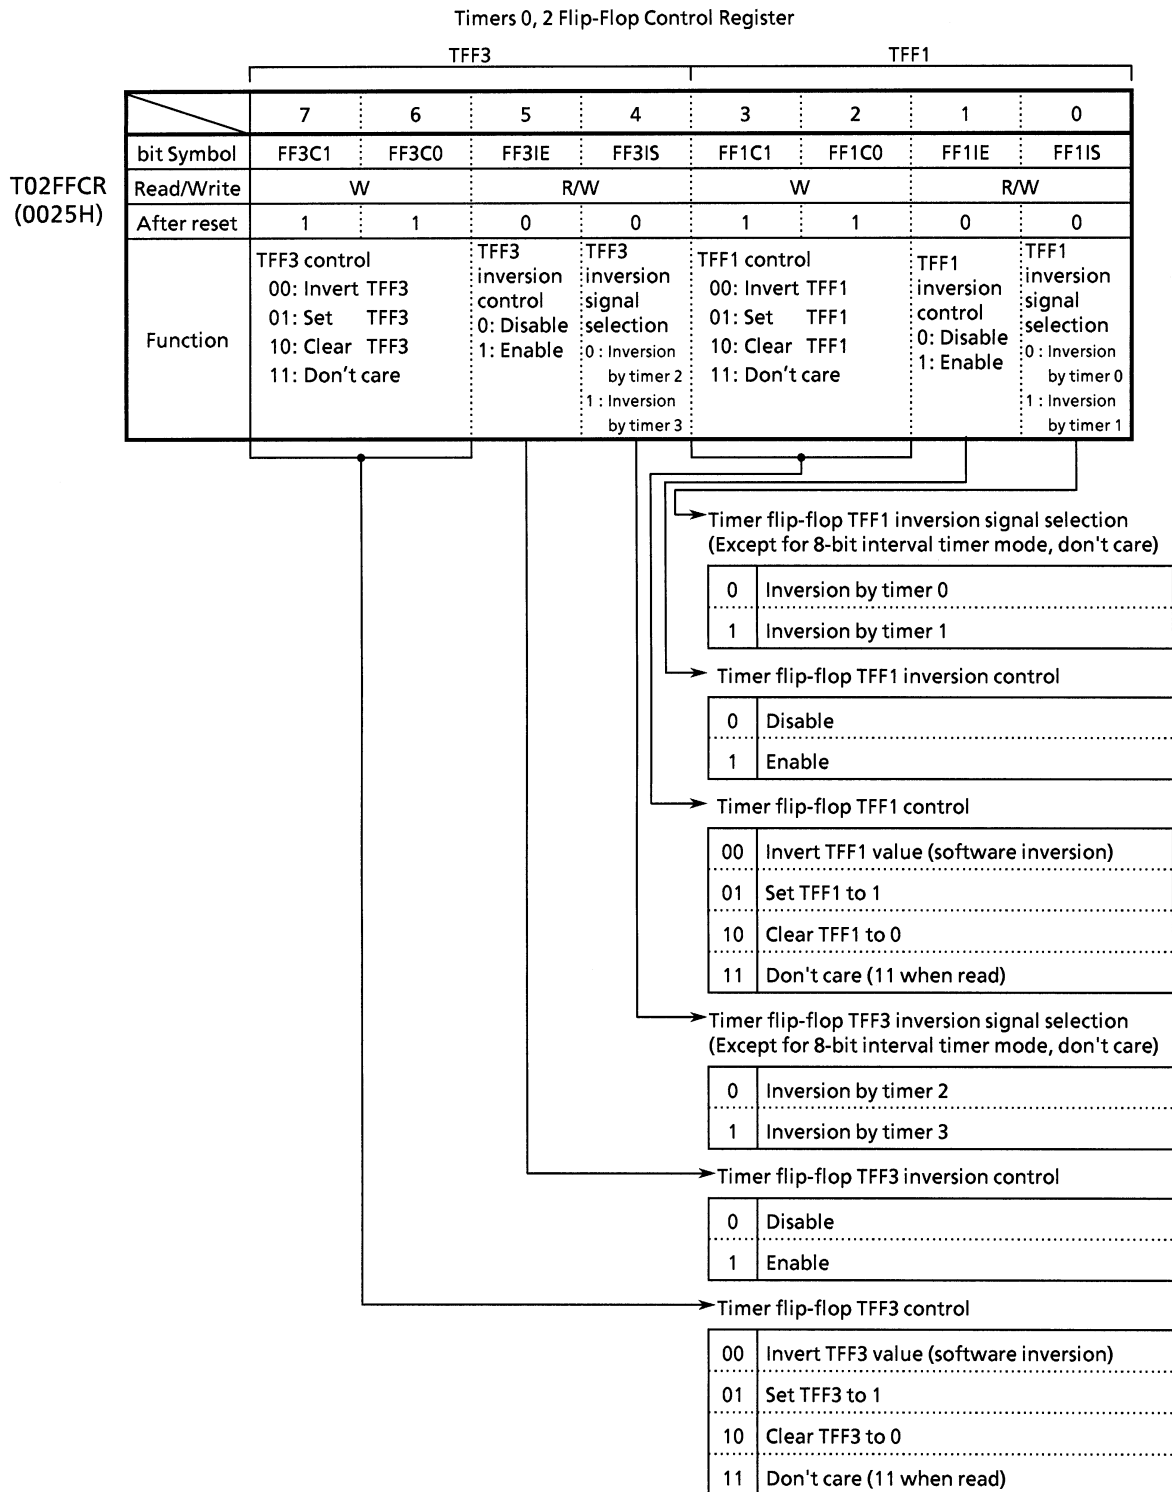 Timers 0, 2 Flip-Flop Control Register
TFF3 TFF1
7 6 5 4 3 2 1 0
bit Symbol FF3C1 FF3C0 FF3IE FF3IS FF1C1 FF1C0 FF1IE FF1IS
T02FFCR
(0025H)
Read/Write W R/W W R/W
After reset 1 1 0 0 1 1 0 0
Function
TFF3 control
00: Invert TFF3
01: Set TFF3
10: Clear TFF3
11: Don't care
TFF3
inversion
control
0: Disable
1: Enable
TFF3
inversion
signal
selection
0 : Inversion
by timer 2
1 : Inversion
by timer 3
TFF1 control
00: Invert TFF1
01: Set TFF1
10: Clear TFF1
11: Don't care
TFF1
inversion
control
0: Disable
1: Enable
TFF1
inversion
signal
selection
0 : Inversion
by timer 0
1 : Inversion
by timer 1
Timer flip-flop TFF1 inversion signal selection
(Except for 8-bit interval timer mode, don't care)
0 Inversion by timer 0
1 Inversion by timer 1
Timer flip-flop TFF1 inversion control
0 Disable
1 Enable
Timer flip-flop TFF1 control
00 Invert TFF1 value (software inversion)
01 Set TFF1 to 1
10 Clear TFF1 to 0
11 Don't care (11 when read)
Timer flip-flop TFF3 inversion signal selection
(Except for 8-bit interval timer mode, don't care)
0 Inversion by timer 2
1 Inversion by timer 3
Timer flip-flop TFF3 inversion control
0 Disable
1 Enable
Timer flip-flop TFF3 control
00 Invert TFF3 value (software inversion)
01 Set TFF3 to 1
10 Clear TFF3 to 0
11 Don't care (11 when read)